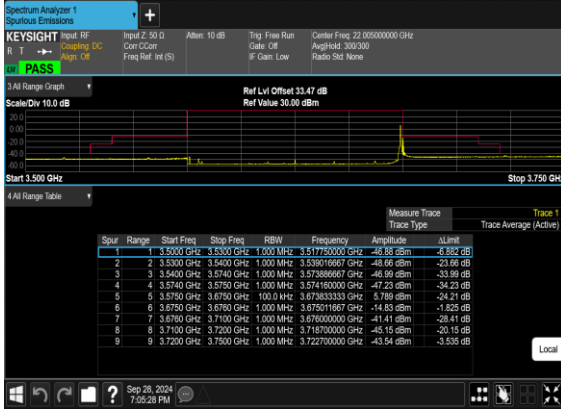 Spectrum Analyzer 1
Spurious Emissions
+
KEYSIGHT Input: RF Input Z: 50 Ω Atten: 10 dB Trig: Free Run Center Freq: 22.005000000 GHz
R T Coupling: DC Corr CCorr Gate: Off Avg|Hold: 300/300
Align: Off Freq Ref: Int (S) IF Gain: Low Radio Std: None
PASS
3 All Range Graph
Ref Lvl Offset 33.47 dB
Scale/Div 10.0 dB Ref Value 30.00 dBm
20.0
0.00
-20.0
-40.0
-60.0
Start 3.500 GHz Stop 3.750 GHz
4 All Range Table
Measure Trace Trace 1
Trace Type Trace Average (Active)
Spur Range Start Freq Stop Freq RBW Frequency Amplitude ΔLimit
1 1 3.5000 GHz 3.5300 GHz 1.000 MHz 3.517750000 GHz -46.88 dBm -6.882 dB
2 2 3.5300 GHz 3.5400 GHz 1.000 MHz 3.539016667 GHz -48.66 dBm -23.66 dB
3 3 3.5400 GHz 3.5740 GHz 1.000 MHz 3.573886667 GHz -46.99 dBm -33.99 dB
4 4 3.5740 GHz 3.5750 GHz 1.000 MHz 3.574160000 GHz -47.23 dBm -34.23 dB
5 5 3.5750 GHz 3.6750 GHz 100.0 kHz 3.673833333 GHz 5.789 dBm -24.21 dB
6 6 3.6750 GHz 3.6760 GHz 1.000 MHz 3.675011667 GHz -14.83 dBm -1.825 dB
7 7 3.6760 GHz 3.7100 GHz 1.000 MHz 3.676000000 GHz -41.41 dBm -28.41 dB
8 8 3.7100 GHz 3.7200 GHz 1.000 MHz 3.718700000 GHz -45.15 dBm -20.15 dB
9 9 3.7200 GHz 3.7500 GHz 1.000 MHz 3.722700000 GHz -43.54 dBm -3.535 dB
Local
? Sep 28, 2024
7:05:28 PM